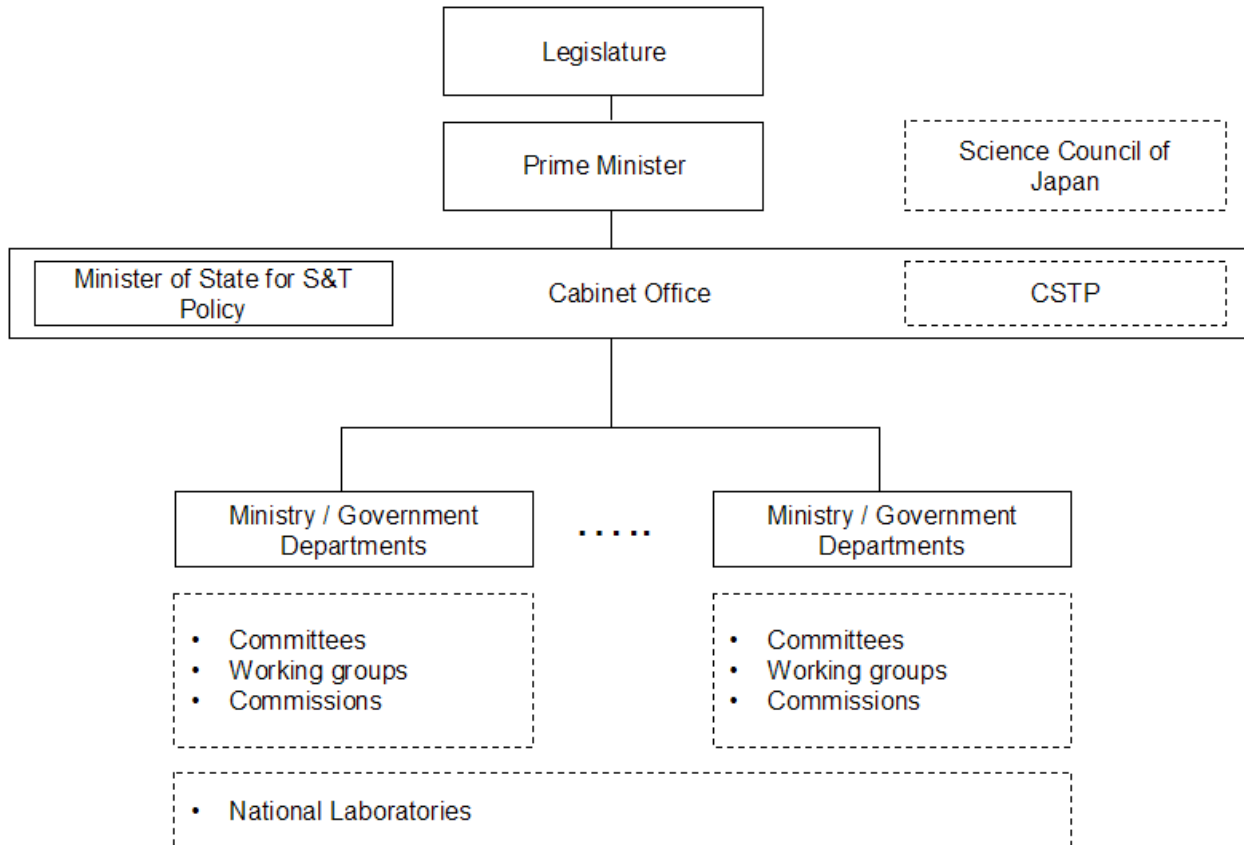 Legislature
Prime Minister
Science Council of
Japan
Minister of State for S&T
Policy
Cabinet Office
CSTP
Ministry / Government
Departments
.....
Ministry / Government
Departments
• Committees
• Working groups
• Commissions
• Committees
• Working groups
• Commissions
• National Laboratories